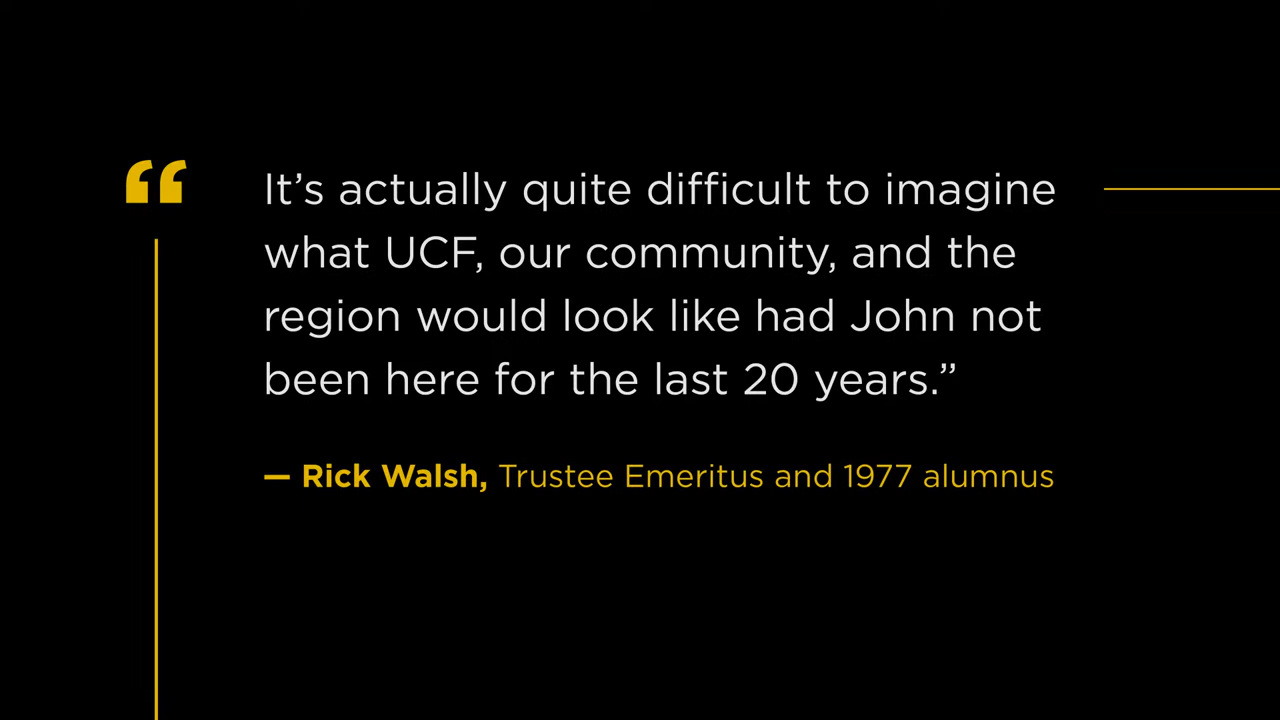 “ It’s actually quite difficult to imagine
what UCF, our community, and the
region would look like had John not
been here for the last 20 years.”
— Rick Walsh, Trustee Emeritus and 1977 alumnus